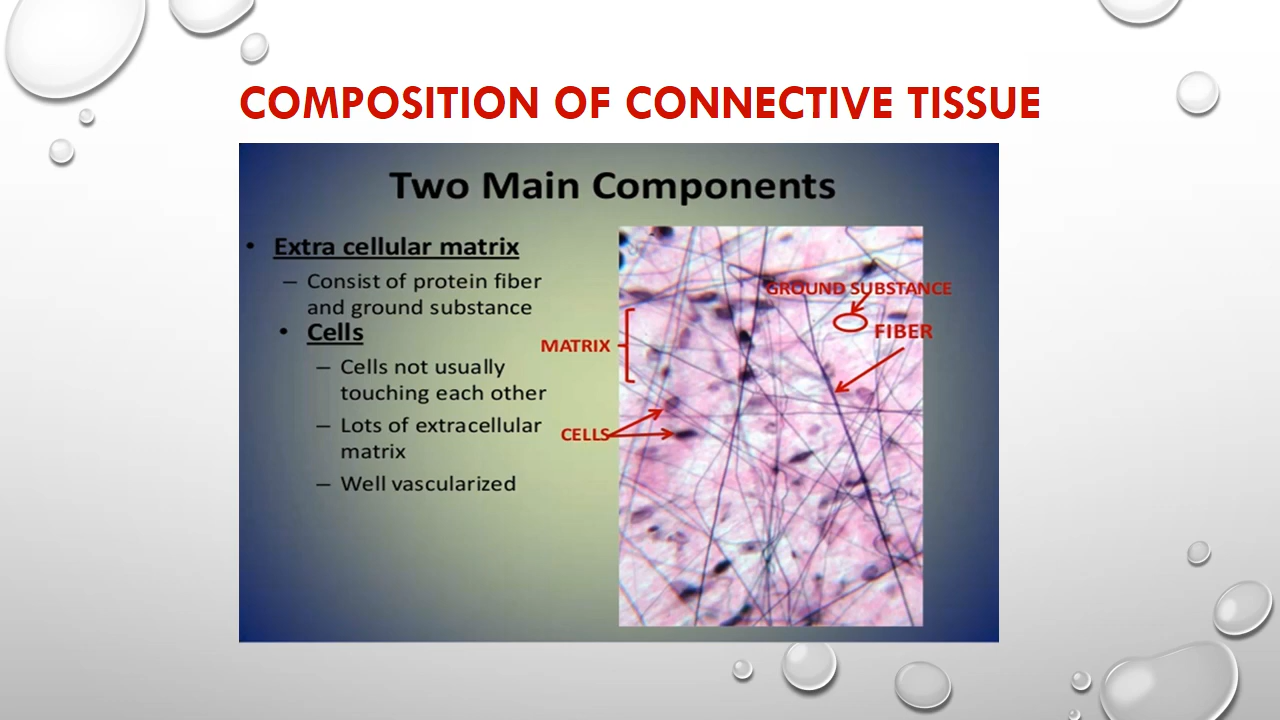 COMPOSITION OF CONNECTIVE TISSUE
Two Main Components
• Extra cellular matrix
– Consist of protein fiber
and ground substance
• Cells
– Cells not usually
touching each other
– Lots of extracellular
matrix
– Well vascularized
GROUND SUBSTANCE
FIBER
MATRIX
CELLS